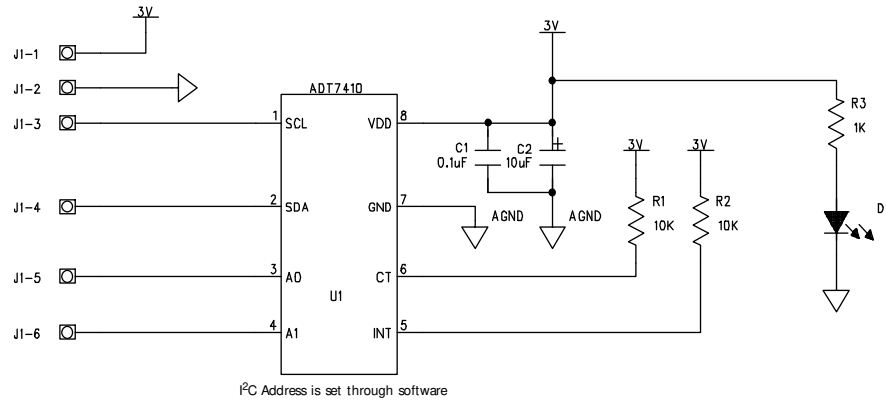 3V
J1-1
J1-2
J1-3
J1-4
J1-5
J1-6
ADT7410
1 SCL
2 SDA
3 A0
4 A1
U1
VDD 8
GND 7
CT 6
INT 5
3V
C1
0.1uF
C2
10uF
+
AGND
AGND
3V
R1
10K
3V
R2
10K
R3
1K
D
I²C Address is set through software